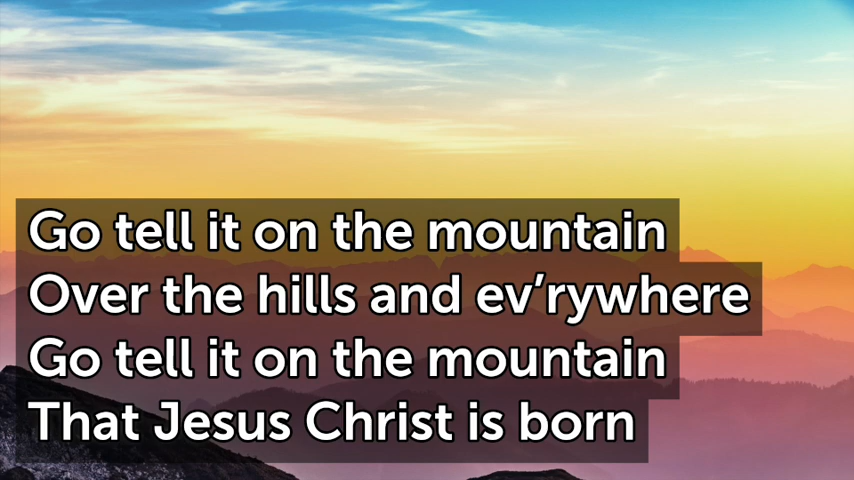 Go tell it on the mountain
Over the hills and ev’rywhere
Go tell it on the mountain
That Jesus Christ is born